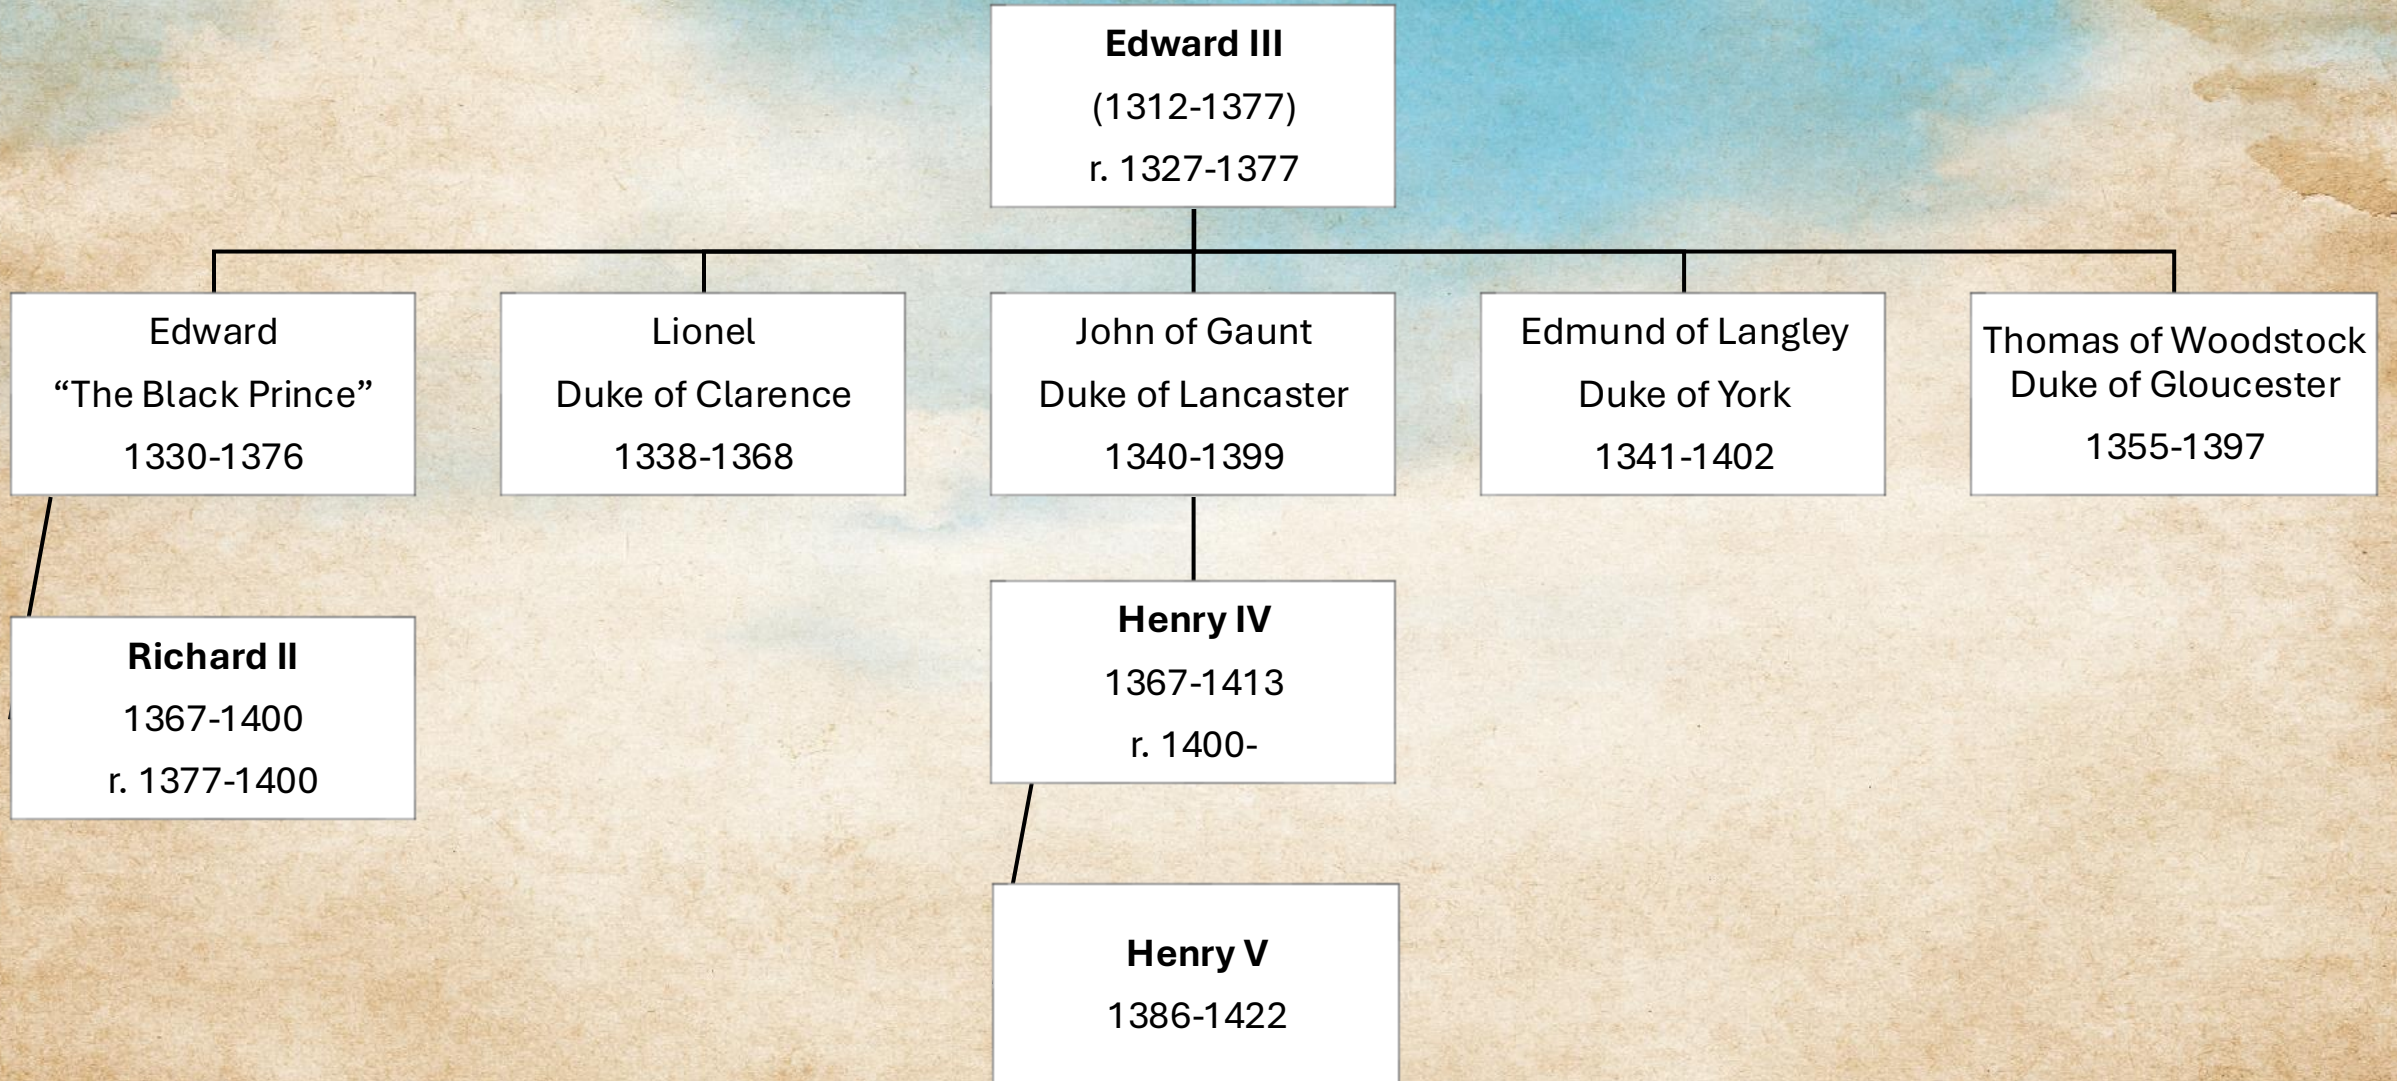 Edward III
(1312-1377)
r. 1327-1377
Edward
“The Black Prince”
1330-1376
Lionel
Duke of Clarence
1338-1368
John of Gaunt
Duke of Lancaster
1340-1399
Edmund of Langley
Duke of York
1341-1402
Thomas of Woodstock
Duke of Gloucester
1355-1397
Richard II
1367-1400
r. 1377-1400
Henry IV
1367-1413
r. 1400-
Henry V
1386-1422